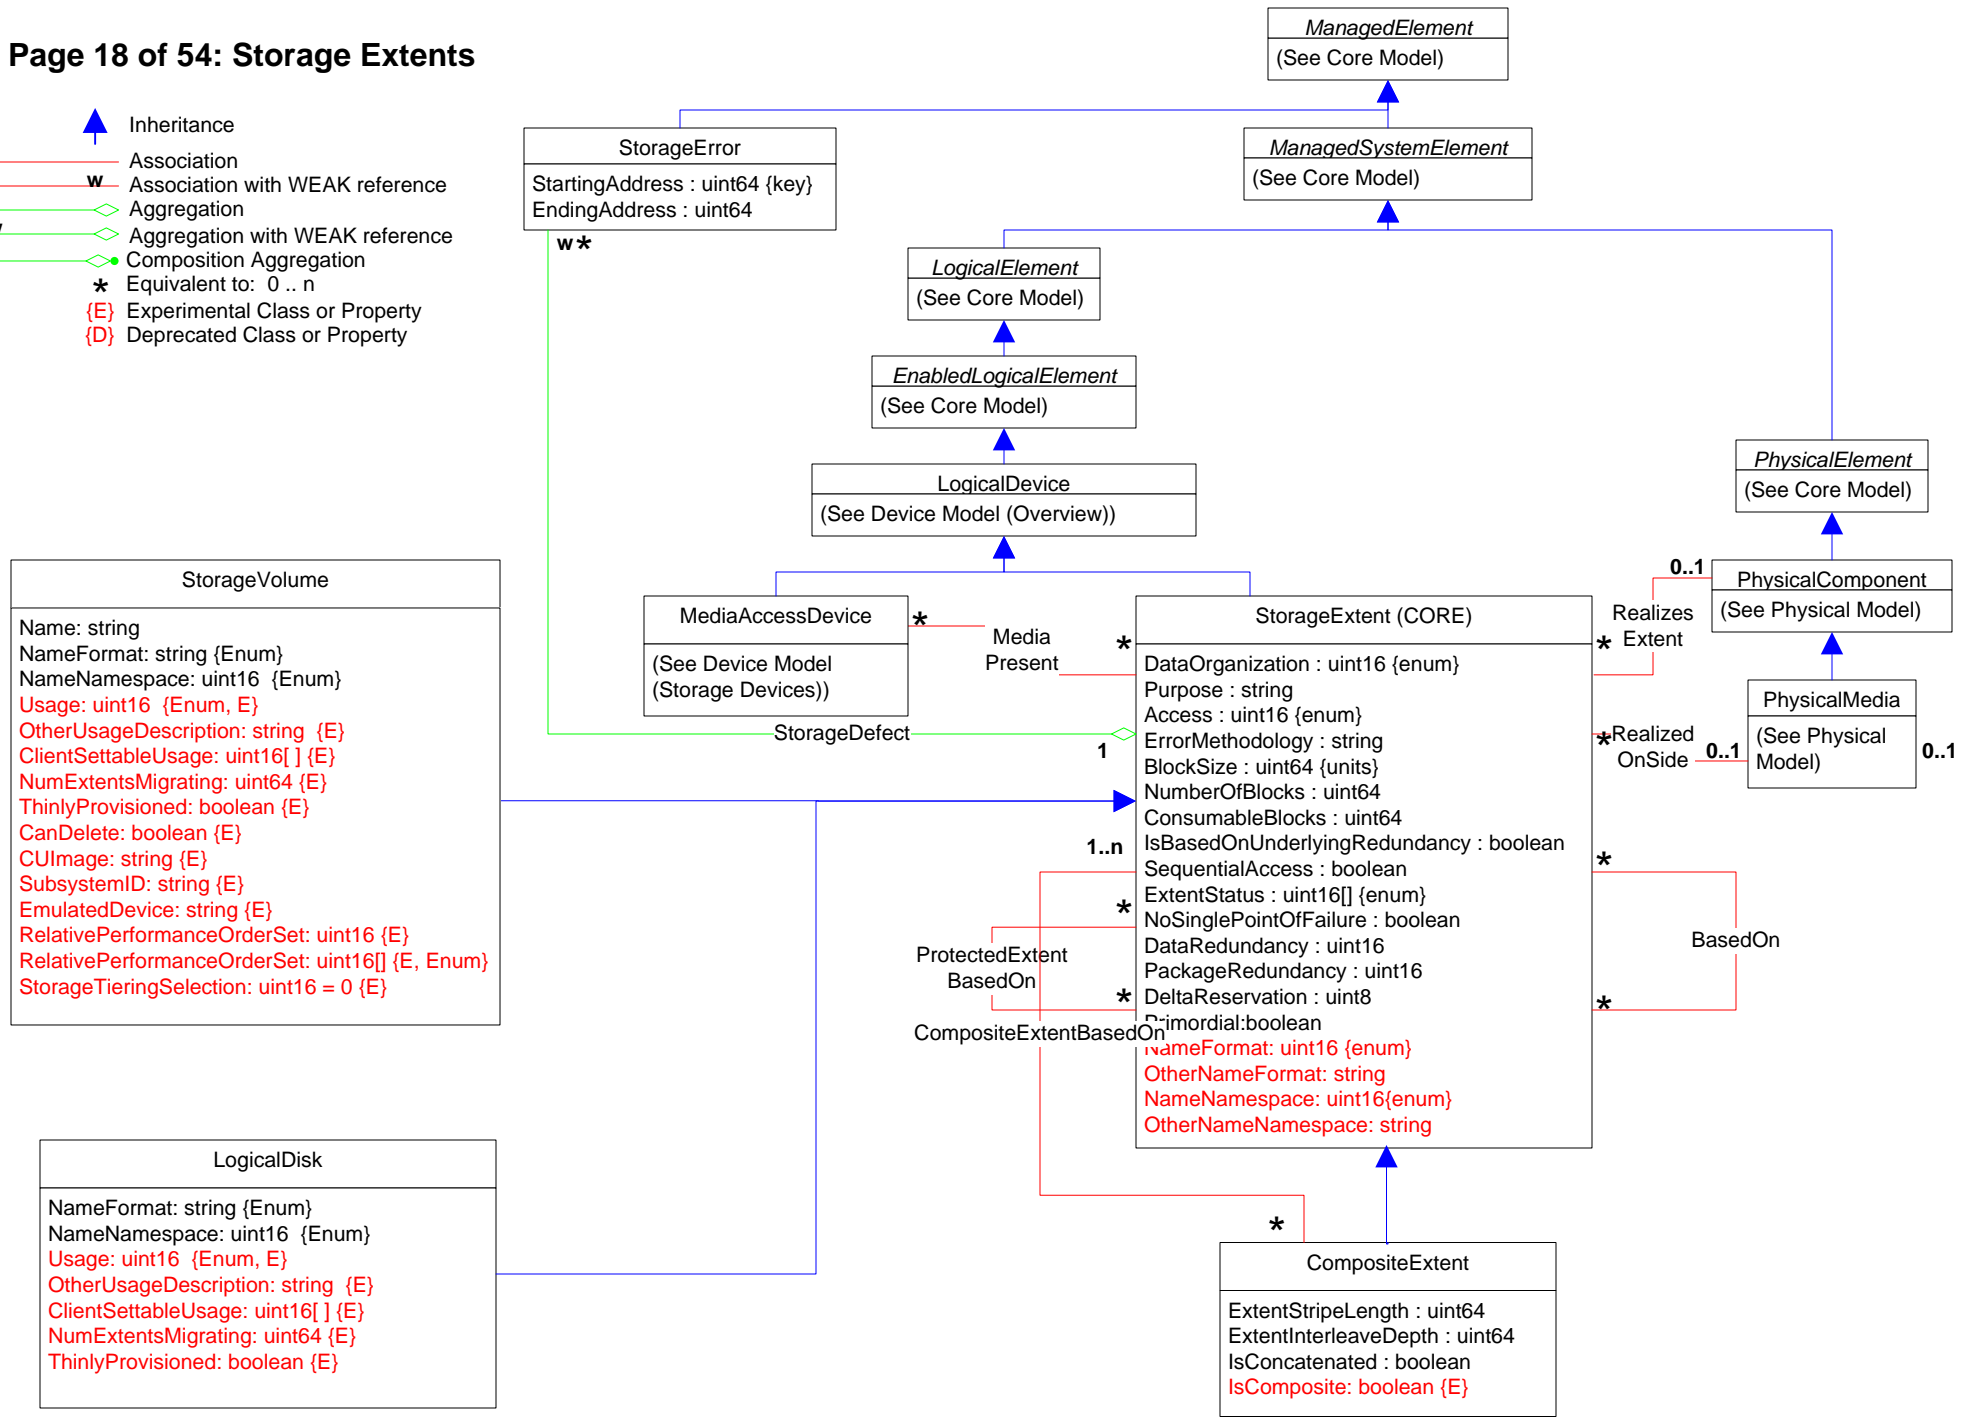 Page 18 of 54: Storage Extents
Inheritance
Association
w
Association with WEAK reference
Aggregation
Aggregation with WEAK reference
Composition Aggregation
* Equivalent to: 0 .. n
{E} Experimental Class or Property
{D} Deprecated Class or Property
ManagedElement
(See Core Model)
StorageError
StartingAddress : uint64 {key}
EndingAddress : uint64
w*
ManagedSystemElement
(See Core Model)
LogicalElement
(See Core Model)
EnabledLogicalElement
(See Core Model)
LogicalDevice
(See Device Model (Overview))
PhysicalElement
(See Core Model)
0..1
PhysicalComponent
(See Physical Model)
Realizes
Extent
*
PhysicalMedia
(See Physical
Model)
0..1
0..1
*
Realized
OnSide
MediaAccessDevice
(See Device Model
(Storage Devices))
*
Media
Present
*
StorageDefect
1
StorageExtent (CORE)
DataOrganization : uint16 {enum}
Purpose : string
Access : uint16 {enum}
ErrorMethodology : string
BlockSize : uint64 {units}
NumberOfBlocks : uint64
ConsumableBlocks : uint64
IsBasedOnUnderlyingRedundancy : boolean
SequentialAccess : boolean
ExtentStatus : uint16[] {enum}
NoSinglePointOfFailure : boolean
DataRedundancy : uint16
PackageRedundancy : uint16
DeltaReservation : uint8
Primordial:boolean
NameFormat: uint16 {enum}
OtherNameFormat: string
NameNamespace: uint16{enum}
OtherNameNamespace: string
1..n
*
ProtectedExtent
BasedOn
*
CompositeExtentBasedOn
*
BasedOn
*
StorageVolume
Name: string
NameFormat: string {Enum}
NameNamespace: uint16 {Enum}
Usage: uint16 {Enum, E}
OtherUsageDescription: string {E}
ClientSettableUsage: uint16[ ] {E}
NumExtentsMigrating: uint64 {E}
ThinlyProvisioned: boolean {E}
CanDelete: boolean {E}
CUImage: string {E}
SubsystemID: string {E}
EmulatedDevice: string {E}
RelativePerformanceOrderSet: uint16 {E}
RelativePerformanceOrderSet: uint16[] {E, Enum}
StorageTieringSelection: uint16 = 0 {E}
LogicalDisk
NameFormat: string {Enum}
NameNamespace: uint16 {Enum}
Usage: uint16 {Enum, E}
OtherUsageDescription: string {E}
ClientSettableUsage: uint16[ ] {E}
NumExtentsMigrating: uint64 {E}
ThinlyProvisioned: boolean {E}
*
CompositeExtent
ExtentStripeLength : uint64
ExtentInterleaveDepth : uint64
IsConcatenated : boolean
IsComposite: boolean {E}